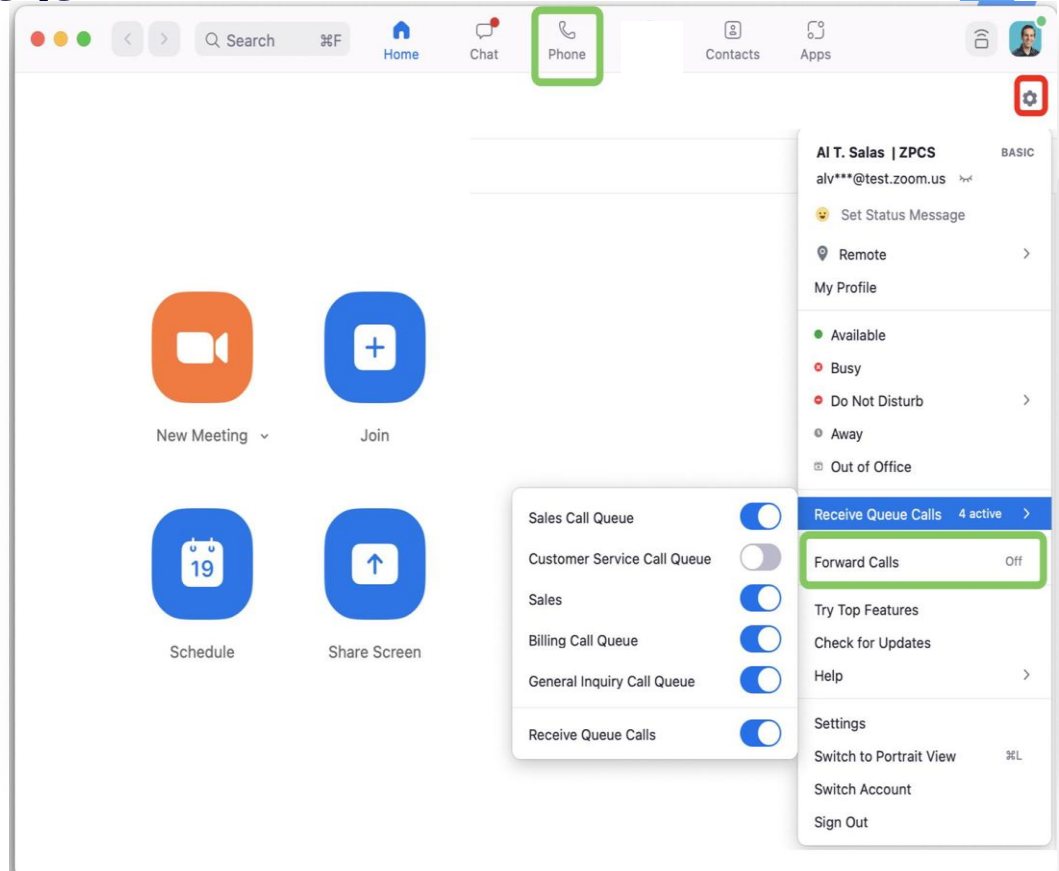 Search ⌘F
Home
Chat
Phone
Contacts
Apps
Al T. Salas | ZPCS BASIC
alv***@test.zoom.us
Set Status Message
Remote
My Profile
Available
Busy
Do Not Disturb
Away
Out of Office
Receive Queue Calls 4 active
Forward Calls Off
Try Top Features
Check for Updates
Help
Settings
Switch to Portrait View ⌘L
Switch Account
Sign Out
New Meeting
Join
19
Schedule
Share Screen
Sales Call Queue
Customer Service Call Queue
Sales
Billing Call Queue
General Inquiry Call Queue
Receive Queue Calls